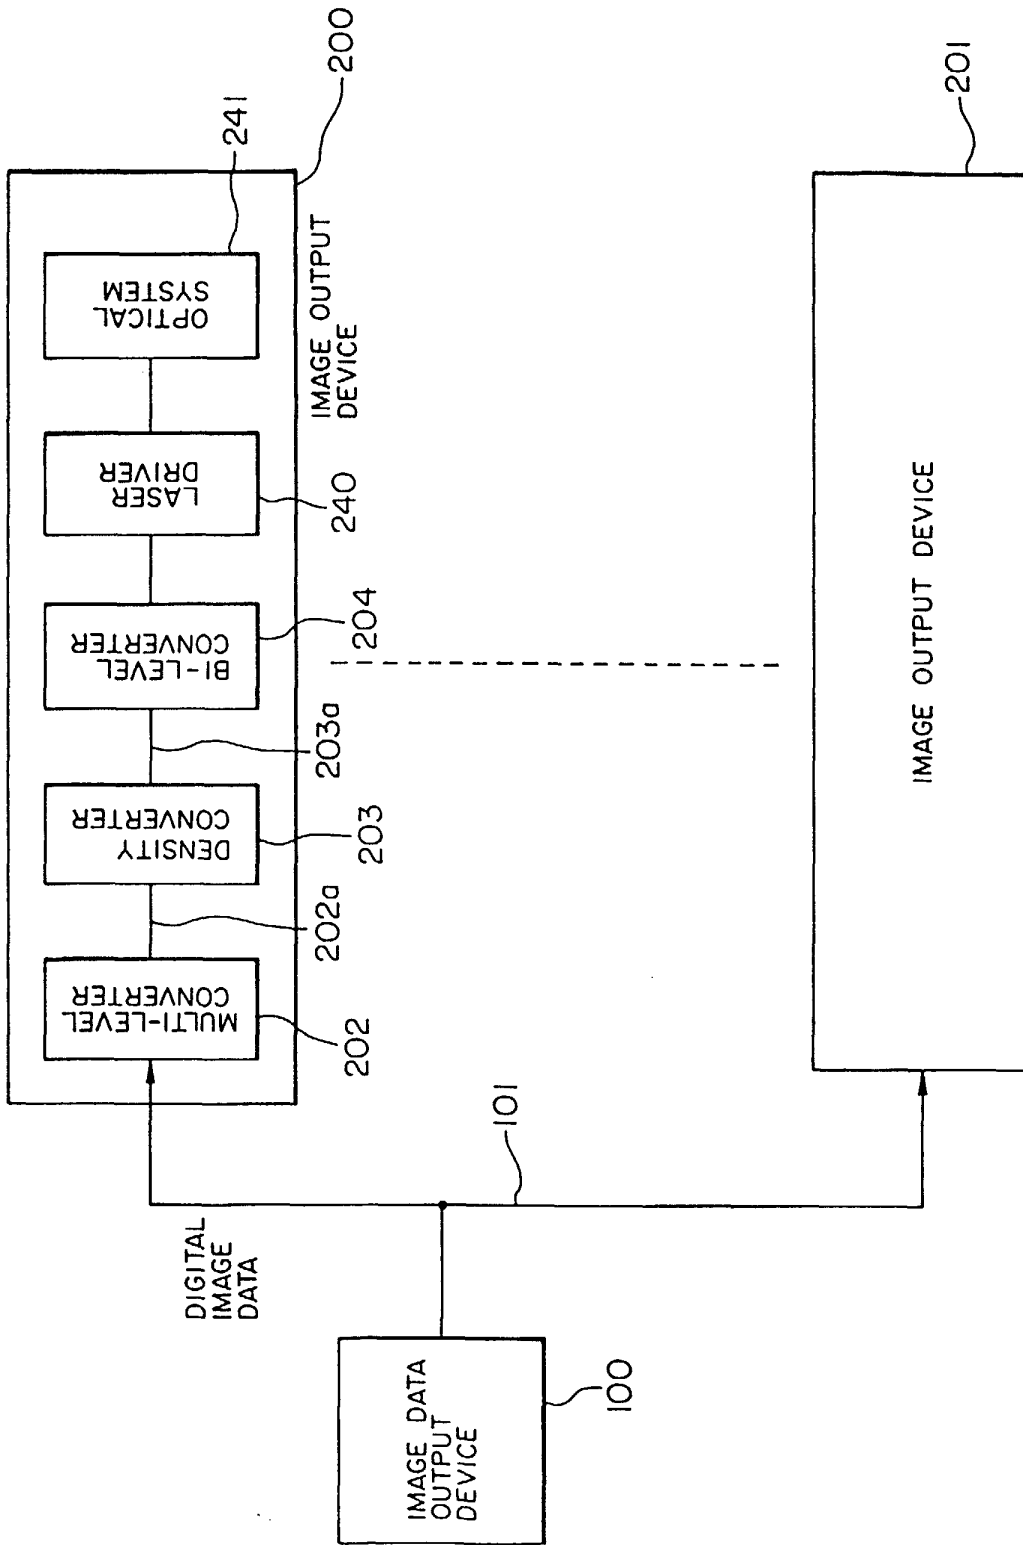 MULTI-LEVEL
CONVERTER
DENSITY
CONVERTER
BI-LEVEL
CONVERTER
LASER
DRIVER
OPTICAL
SYSTEM
202
202a
203
203a
204
240
241
200
IMAGE OUTPUT
DEVICE
DIGITAL
IMAGE
DATA
101
IMAGE DATA
OUTPUT
DEVICE
100
IMAGE OUTPUT DEVICE
201